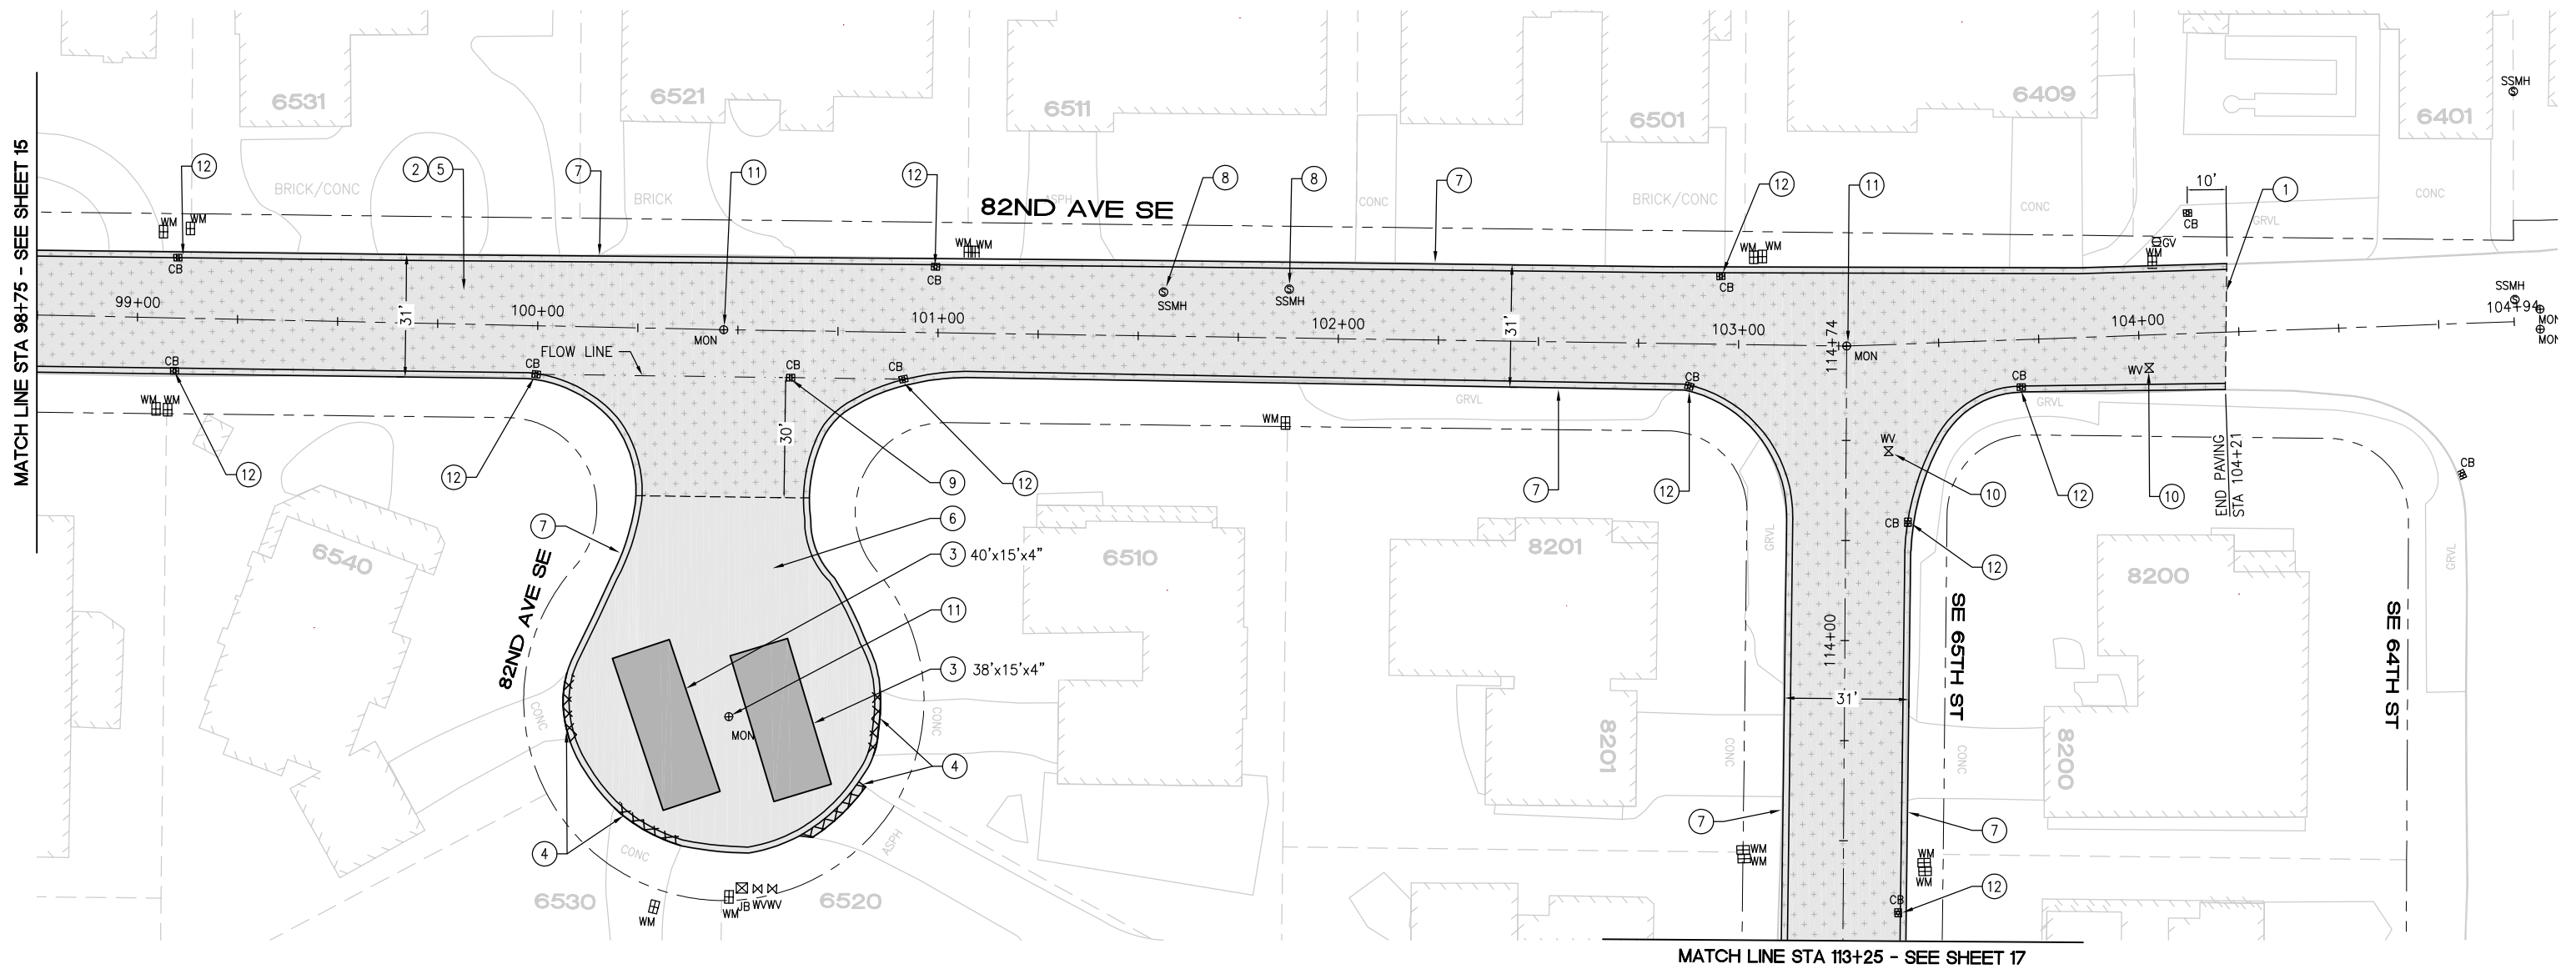 MATCH LINE STA 98+75 - SEE SHEET 15
6531
6521
6511
6501
6409
6401
SSMH
12
2
5
7
11
12
8
8
7
12
11
10'
1
BRICK/CONC
BRICK
ASPH
CONC
BRICK/CONC
CONC
GRVL
CONC
82ND AVE SE
WM
WM
WM
WM
WM
WM
CB
GV
WM
CB
CB
CB
SSMH
SSMH
SSMH
99+00
100+00
101+00
102+00
103+00
104+00
104+94
31'
31'
MON
MON
MON
MON
114+74
FLOW LINE
CB
CB
CB
CB
CB
CB
WV
WM
WM
GRVL
GRVL
WM
30'
WV
END PAVING
STA 104+21
CB
12
12
9
12
7
12
10
12
10
7
6
CB
12
GRVL
GRVL
6540
82ND AVE SE
3 40'x15'x4"
6510
8201
8200
11
3 38'x15'x4"
114+00
SE 65TH ST
SE 64TH ST
31'
CONC
MON
CONC
8201
CONC
CONC
8200
4
4
7
7
CONC
ASPH
WM
WM
WM
WM
12
CB
6530
6520
WM
WM
JB
WV
WV
MATCH LINE STA 113+25 - SEE SHEET 17